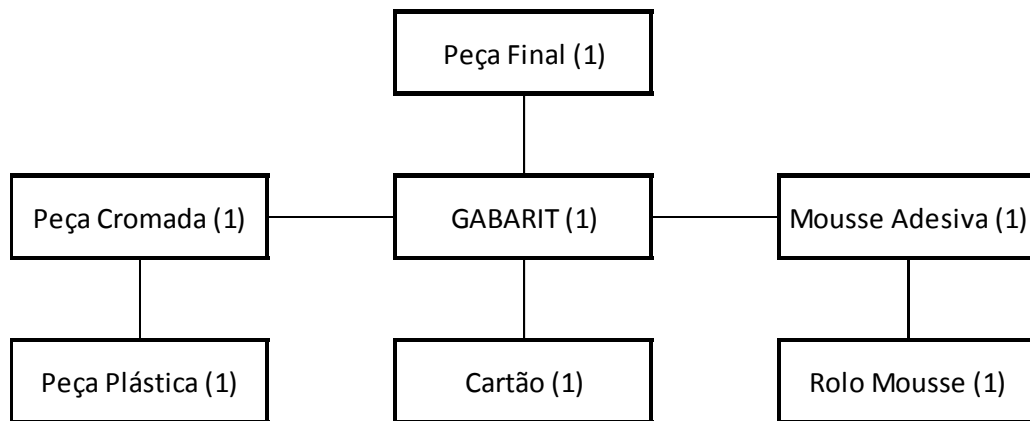 Peça Final (1)
Peça Cromada (1)
GABARIT (1)
Mousse Adesiva (1)
Peça Plástica (1)
Cartão (1)
Rolo Mousse (1)